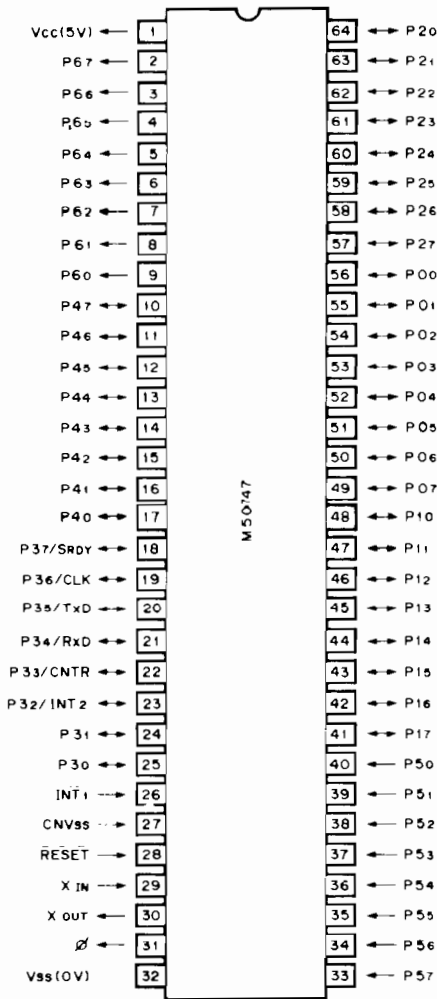 Vcc(5V) 1 64 P20
P67 2 63 P21
P66 3 62 P22
P65 4 61 P23
P64 5 60 P24
P63 6 59 P25
P62 7 58 P26
P61 8 57 P27
P60 9 56 P00
P47 10 55 P01
P46 11 54 P02
P45 12 53 P03
P44 13 52 P04
P43 14 51 P05
P42 15 50 P06
P41 16 49 P07
P40 17 48 P10
P37/SRDY 18 47 P11
P36/CLK 19 46 P12
P35/TxD 20 45 P13
P34/RxD 21 44 P14
P33/CNTR 22 43 P15
P32/INT2 23 42 P16
P31 24 41 P17
P30 25 40 P50
INT1 26 39 P51
CNVss 27 38 P52
RESET 28 37 P53
X IN 29 36 P54
X OUT 30 35 P55
Ø 31 34 P56
Vss(0V) 32 33 P57
M50747